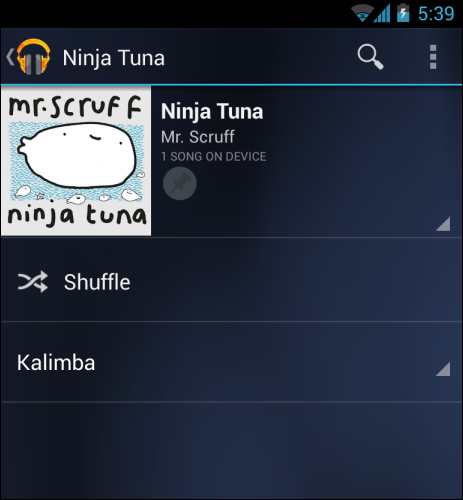 5:39
Ninja Tuna
mr. scruff
ninja tuna
Ninja Tuna
Mr. Scruff
1 SONG ON DEVICE
Shuffle
Kalimba